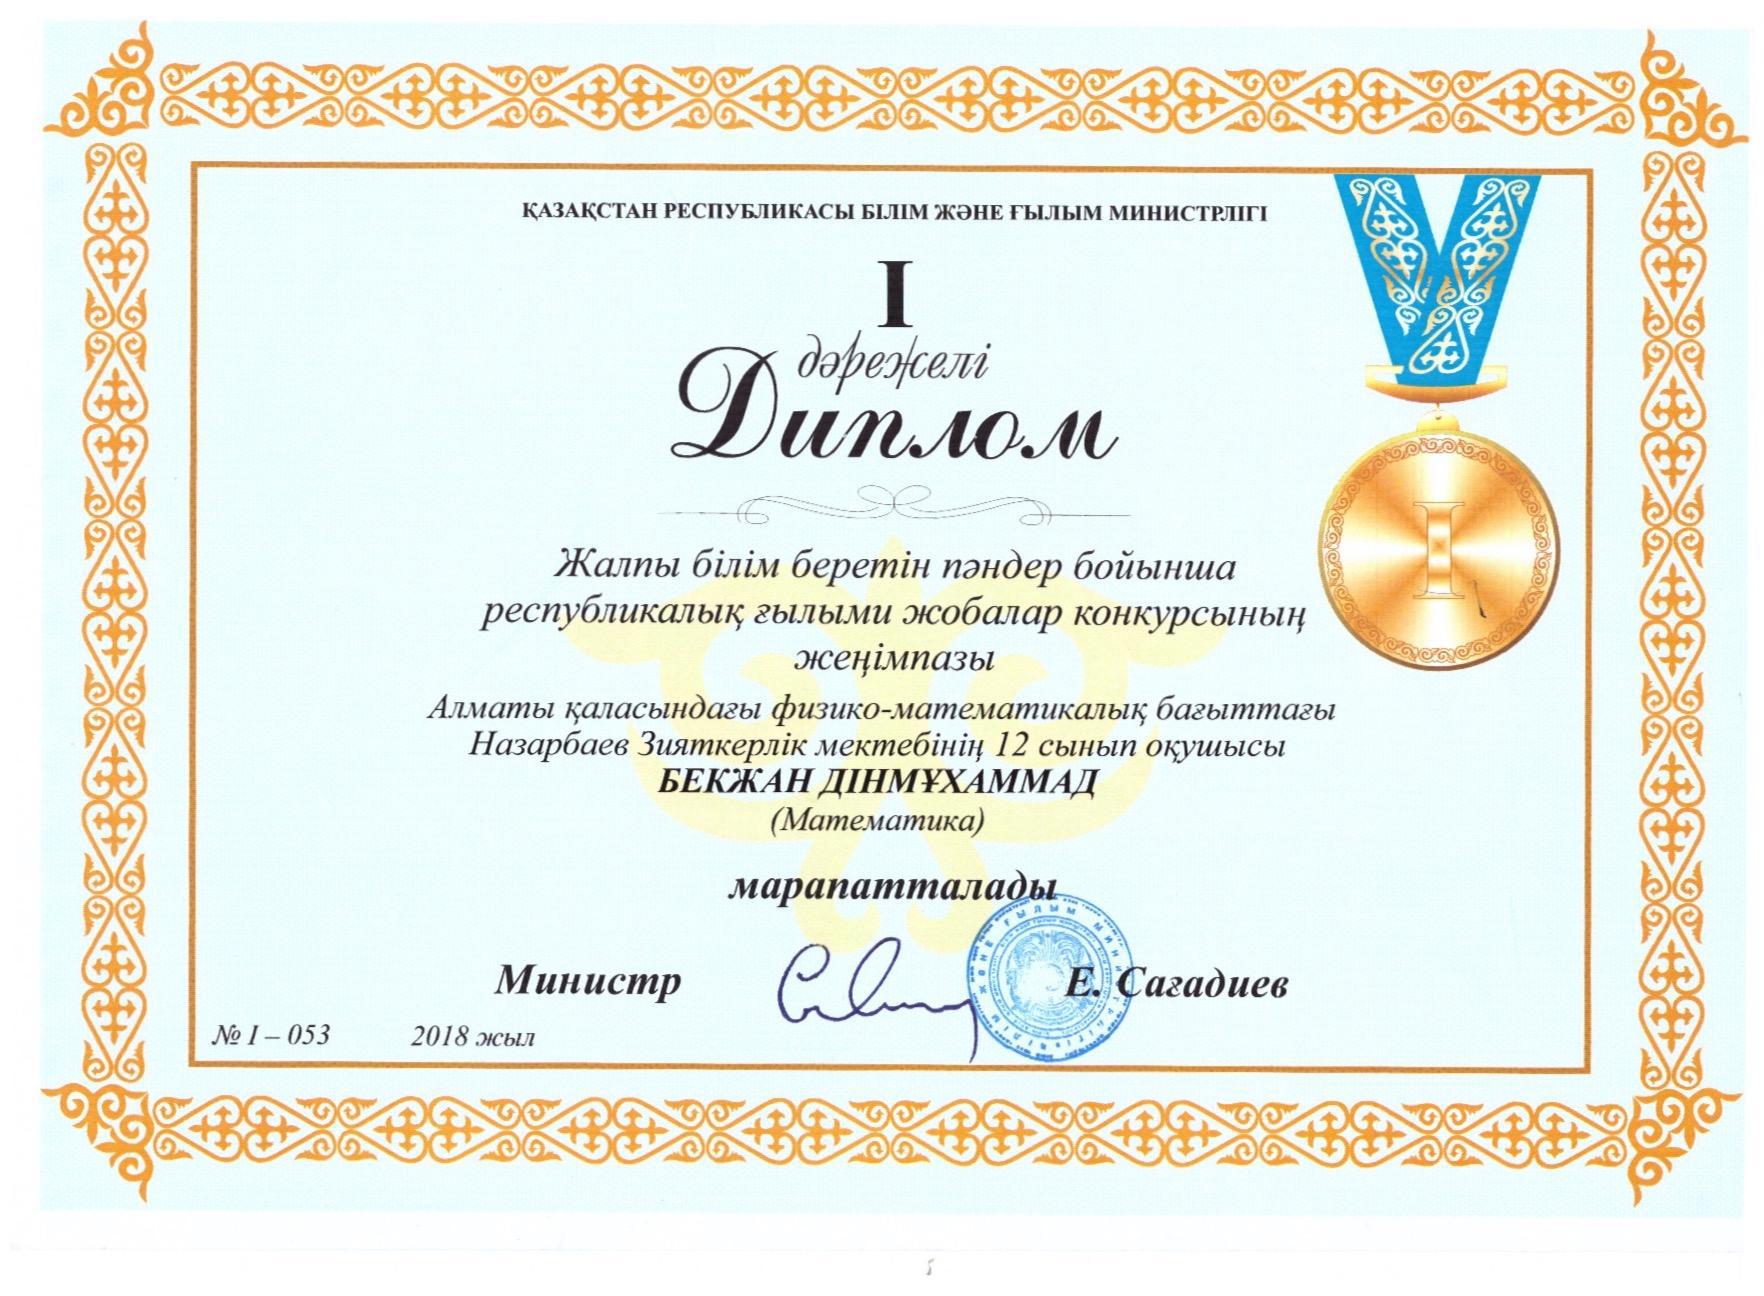 ҚАЗАҚСТАН РЕСПУБЛИКАСЫ БІЛІМ ЖӘНЕ ҒЫЛЫМ МИНИСТРЛІГІ
I
дәрежелі
Диплом
I
Жалпы білім беретін пәндер бойынша
республикалық ғылыми жобалар конкурсының
жеңімпазы
Алматы қаласындағы физико-математикалық бағыттағы
Назарбаев Зияткерлік мектебінің 12 сынып оқушысы
БЕКЖАН ДІНМҰХАММАД
(Математика)
марапатталады
Министр Е. Сағадиев
№ I – 053 2018 жыл